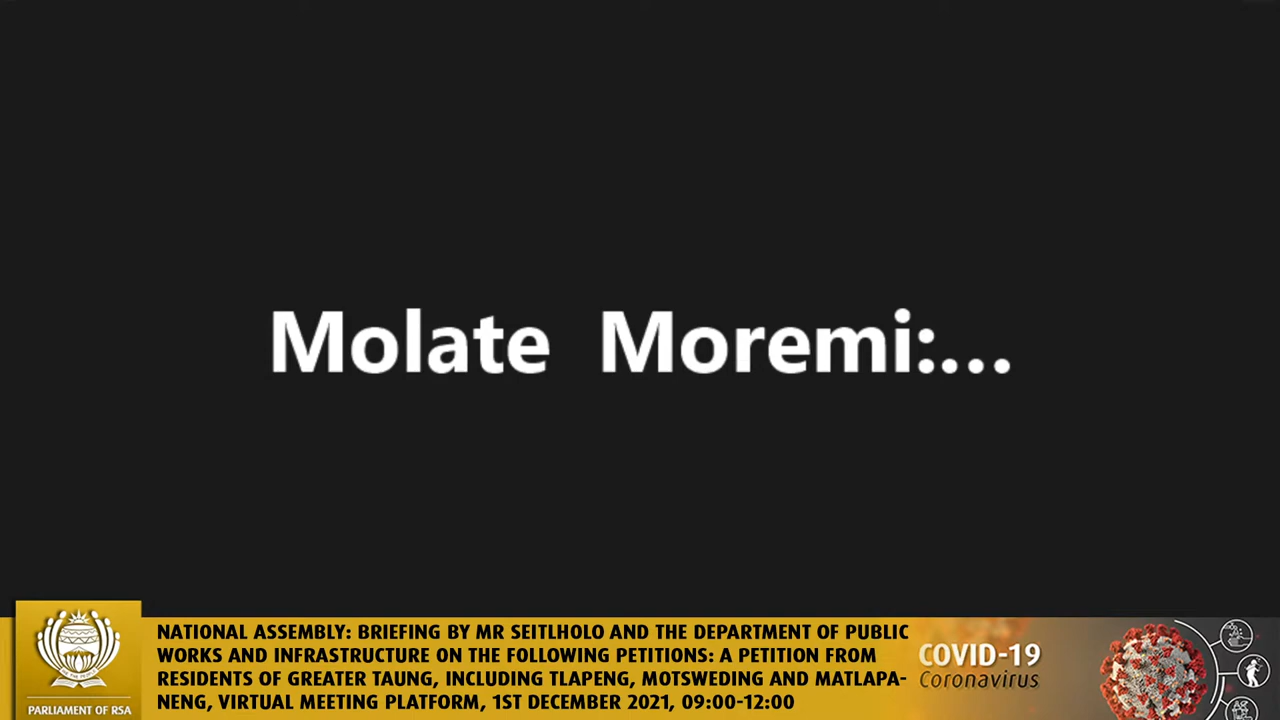 Molate Moremi:...
NATIONAL ASSEMBLY: BRIEFING BY MR SEITLHOLO AND THE DEPARTMENT OF PUBLIC
WORKS AND INFRASTRUCTURE ON THE FOLLOWING PETITIONS: A PETITION FROM
RESIDENTS OF GREATER TAUNG, INCLUDING TLAPENG, MOTSWEDING AND MATLAPA-
NENG, VIRTUAL MEETING PLATFORM, 1ST DECEMBER 2021, 09:00-12:00
COVID-19
Coronavirus
PARLIAMENT OF RSA